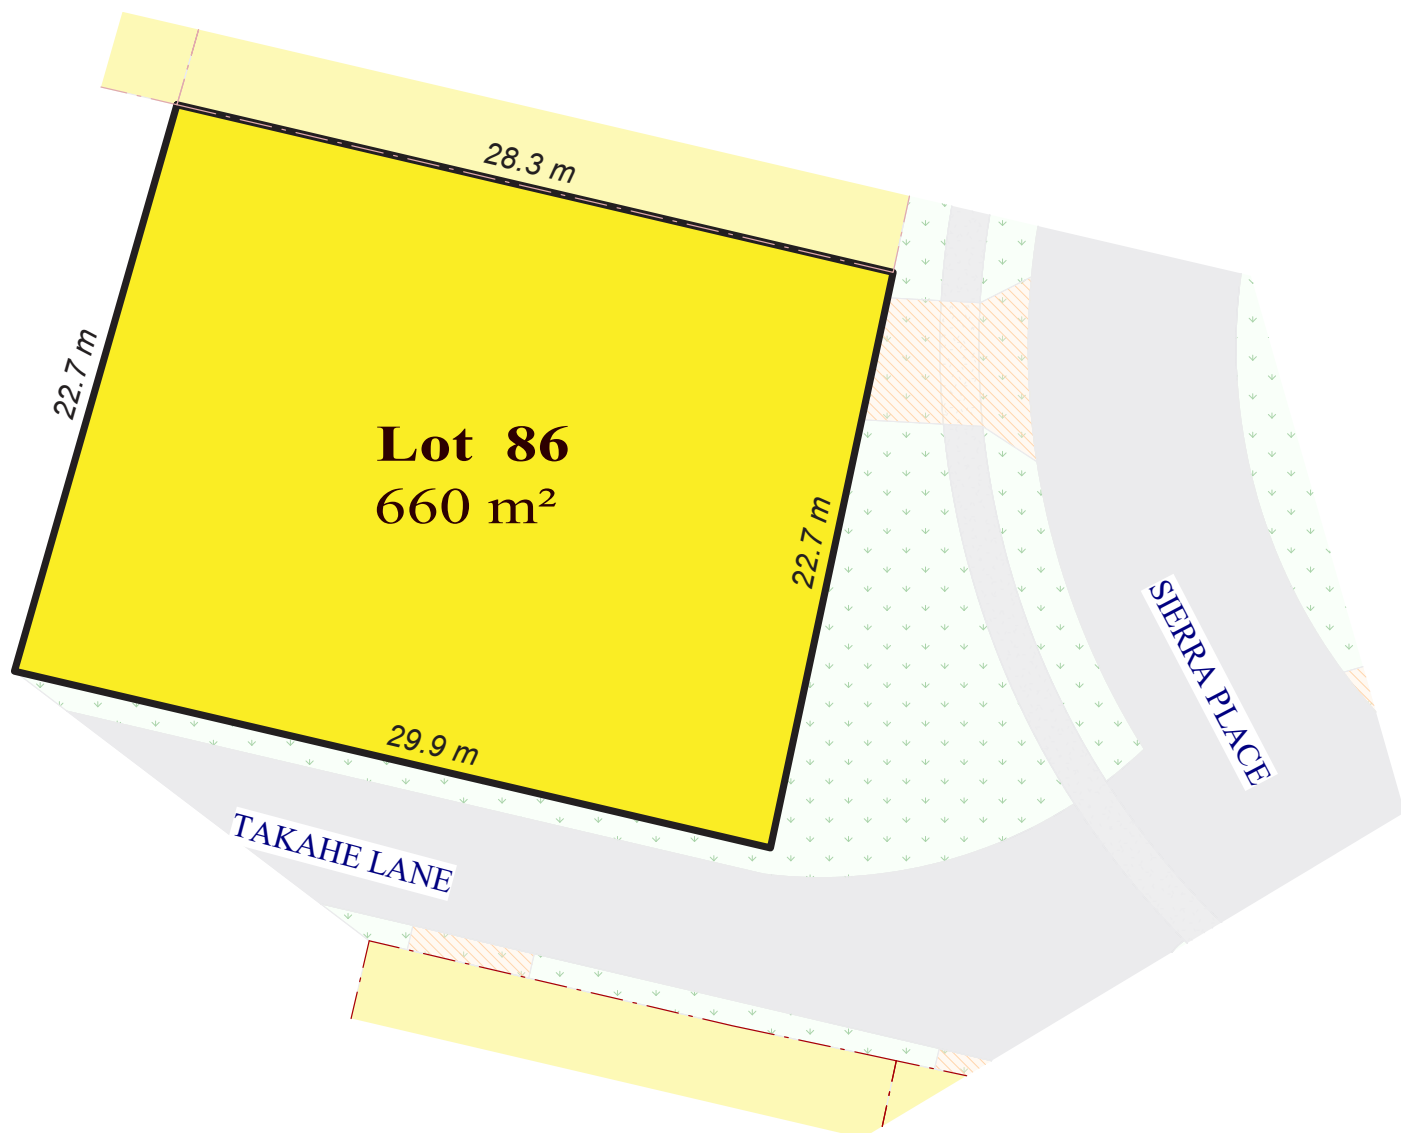 28.3 m
22.7 m
Lot 86
660 m²
22.7 m
SIERRA PLACE
29.9 m
TAKAHE LANE